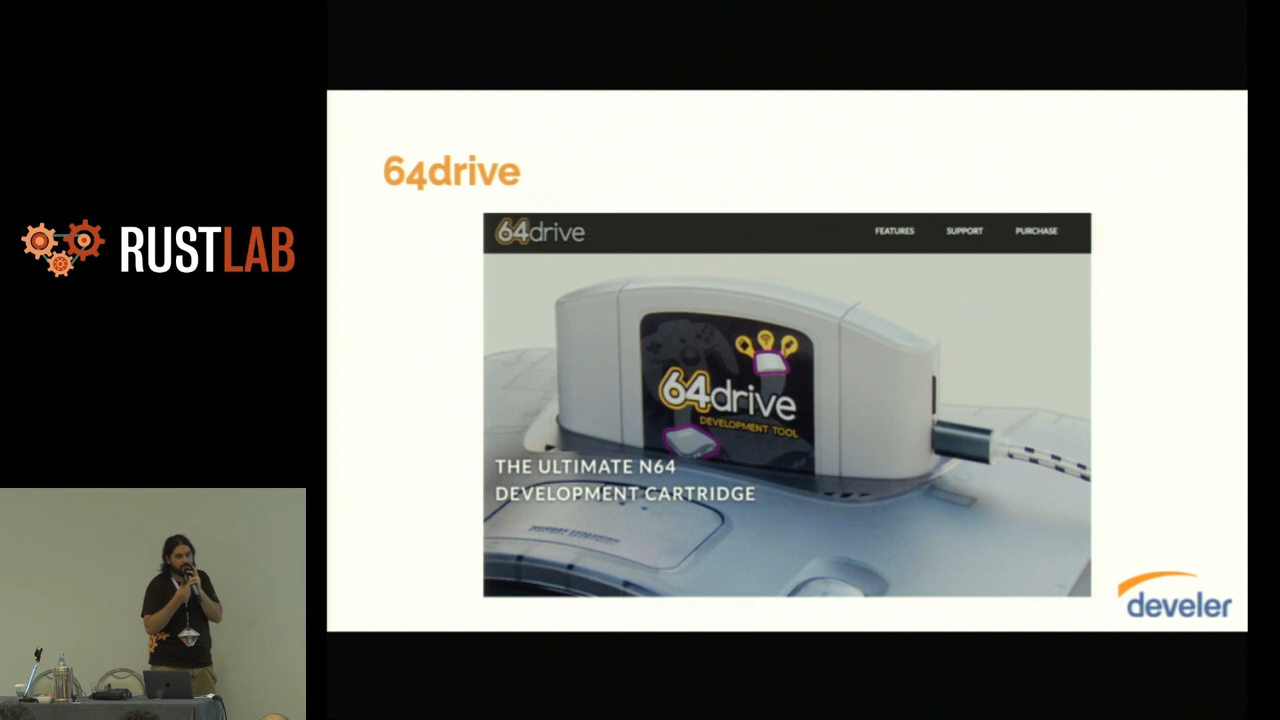 RUSTLAB
64drive
64drive
FEATURES
SUPPORT
PURCHASE
64drive
DEVELOPMENT TOOL
THE ULTIMATE N64
DEVELOPMENT CARTRIDGE
develer